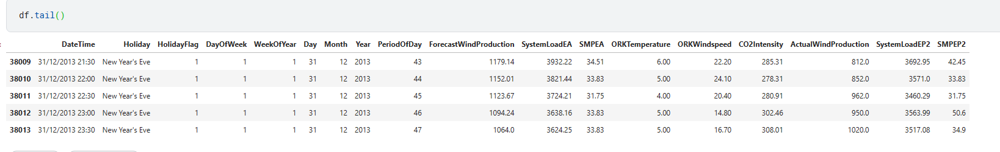 df.tail()
DateTime Holiday HolidayFlag DayOfWeek WeekOfYear Day Month Year PeriodOfDay ForecastWindProduction SystemLoadEA SMPEA ORKTemperature ORKWindspeed CO2Intensity ActualWindProduction SystemLoadEP2 SMPEP2
38009 31/12/2013 21:30 New Year's Eve 1 1 1 31 12 2013 43 1179.14 3932.22 34.51 6.00 22.20 285.31 812.0 3692.95 42.45
38010 31/12/2013 22:00 New Year's Eve 1 1 1 31 12 2013 44 1152.01 3821.44 33.83 5.00 24.10 278.31 852.0 3571.0 33.83
38011 31/12/2013 22:30 New Year's Eve 1 1 1 31 12 2013 45 1123.67 3724.21 31.75 4.00 20.40 280.91 962.0 3460.29 31.75
38012 31/12/2013 23:00 New Year's Eve 1 1 1 31 12 2013 46 1094.24 3638.16 33.83 5.00 14.80 302.46 950.0 3563.99 50.6
38013 31/12/2013 23:30 New Year's Eve 1 1 1 31 12 2013 47 1064.0 3624.25 33.83 5.00 16.70 308.01 1020.0 3517.08 34.9